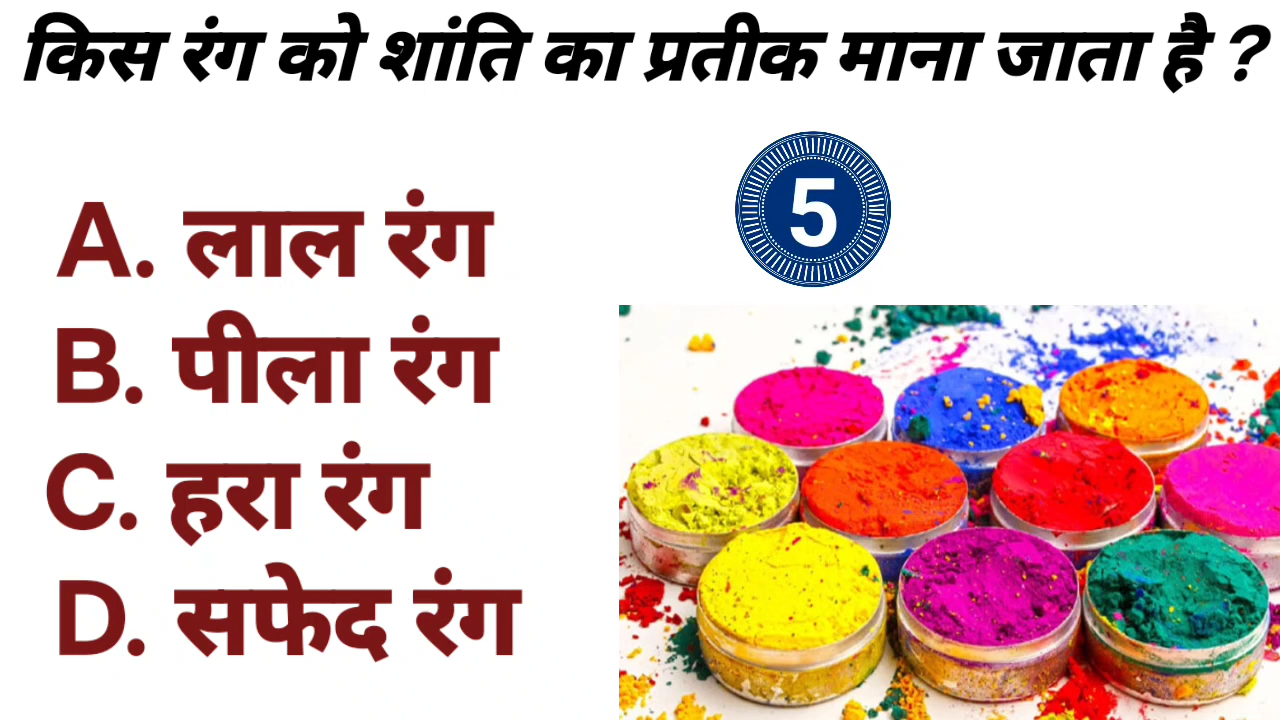 किस रंग को शांति का प्रतीक माना जाता है ?
5
A. लाल रंग
B. पीला रंग
C. हरा रंग
D. सफेद रंग